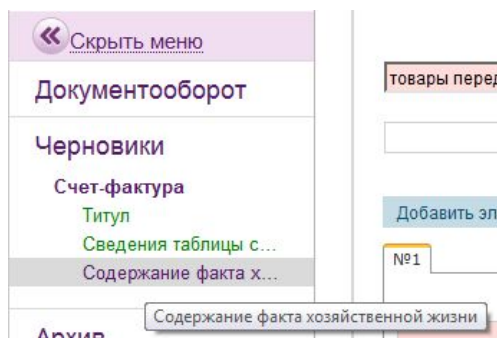 Скрыть меню
Документооборот
Черновики
Счет-фактура
Титул
Сведения таблицы с...
Содержание факта х...
Содержание факта хозяйственной жизни
Архив
товары перед
Добавить эл
№1